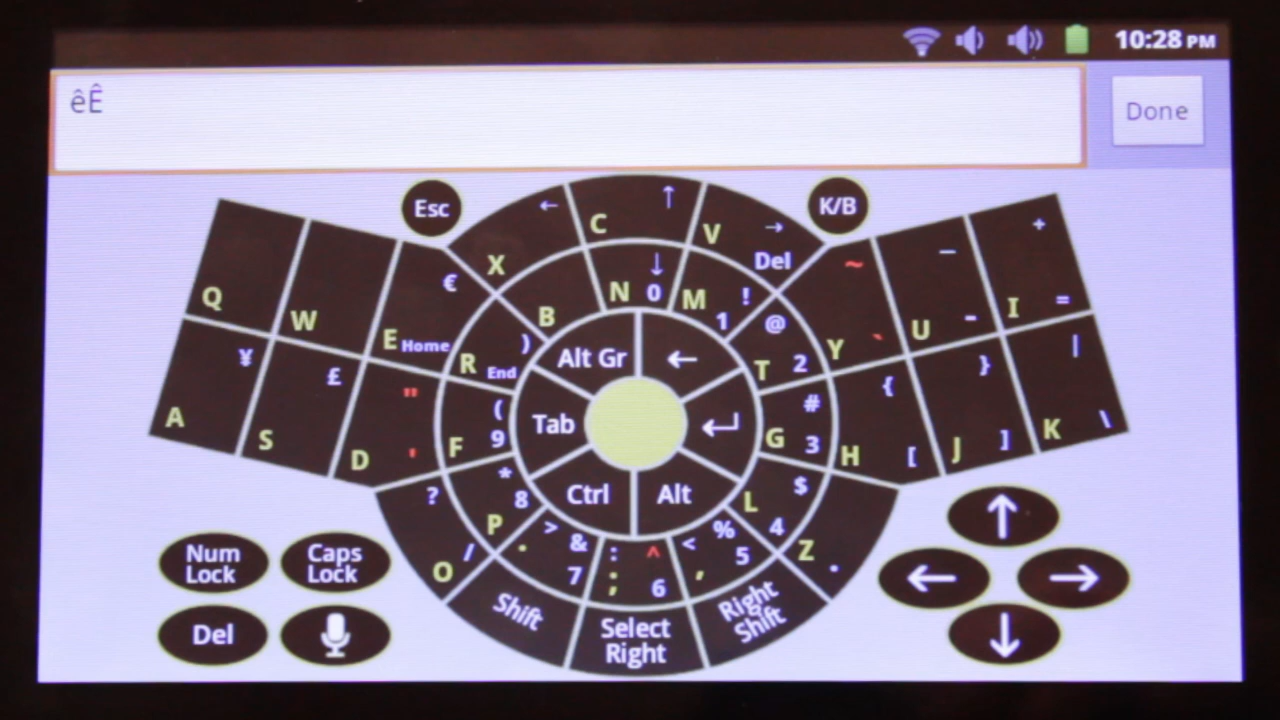 10:28 PM
êÊ
Done
Esc
K/B
← X
↑ C
→ V Del
Q
W
€ E Home
) R End
B
↓ N 0
! M 1
@ T 2
~ Y `
_ U -
+ I =
Alt Gr
←
¥ A
£ S
" D '
( F 9
Tab
↵
# G 3
{ H [
} J ]
| K \
Ctrl
Alt
? O /
* P 8
> . & 7
: ; ^ 6
< , % 5
$ L 4
Z .
Shift
Select
Right
Right
Shift
Num
Lock
Caps
Lock
Del
↑
←
→
↓